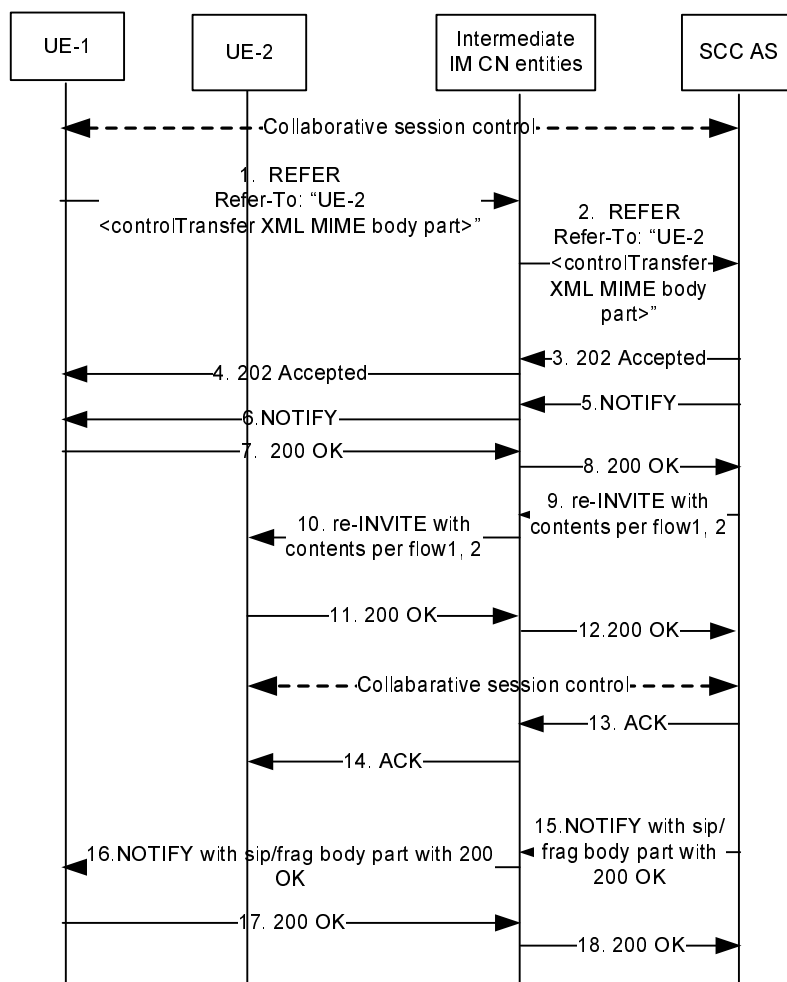 UE-1
UE-2
Intermediate
IM CN entities
SCC AS
Collaborative session control
1. REFER
Refer-To: “UE-2
<controlTransfer XML MIME body part>”
2. REFER
Refer-To: “UE-2
<controlTransfer
XML MIME body
part>”
3. 202 Accepted
4. 202 Accepted
5.NOTIFY
6.NOTIFY
7. 200 OK
8. 200 OK
9. re-INVITE with
contents per flow1, 2
10. re-INVITE with
contents per flow1, 2
11. 200 OK
12.200 OK
Collabarative session control
13. ACK
14. ACK
15.NOTIFY with sip/
frag body part with
200 OK
16.NOTIFY with sip/frag body part with 200
OK
17. 200 OK
18. 200 OK